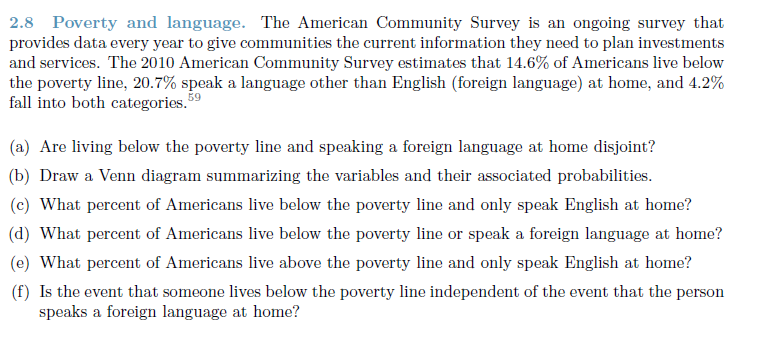 2.8 Poverty and language. The American Community Survey is an ongoing survey that
provides data every year to give communities the current information they need to plan investments
and services. The 2010 American Community Survey estimates that 14.6% of Americans live below
the poverty line, 20.7% speak a language other than English (foreign language) at home, and 4.2%
fall into both categories.59
(a) Are living below the poverty line and speaking a foreign language at home disjoint?
(b) Draw a Venn diagram summarizing the variables and their associated probabilities.
(c) What percent of Americans live below the poverty line and only speak English at home?
(d) What percent of Americans live below the poverty line or speak a foreign language at home?
(e) What percent of Americans live above the poverty line and only speak English at home?
(f) Is the event that someone lives below the poverty line independent of the event that the person
speaks a foreign language at home?